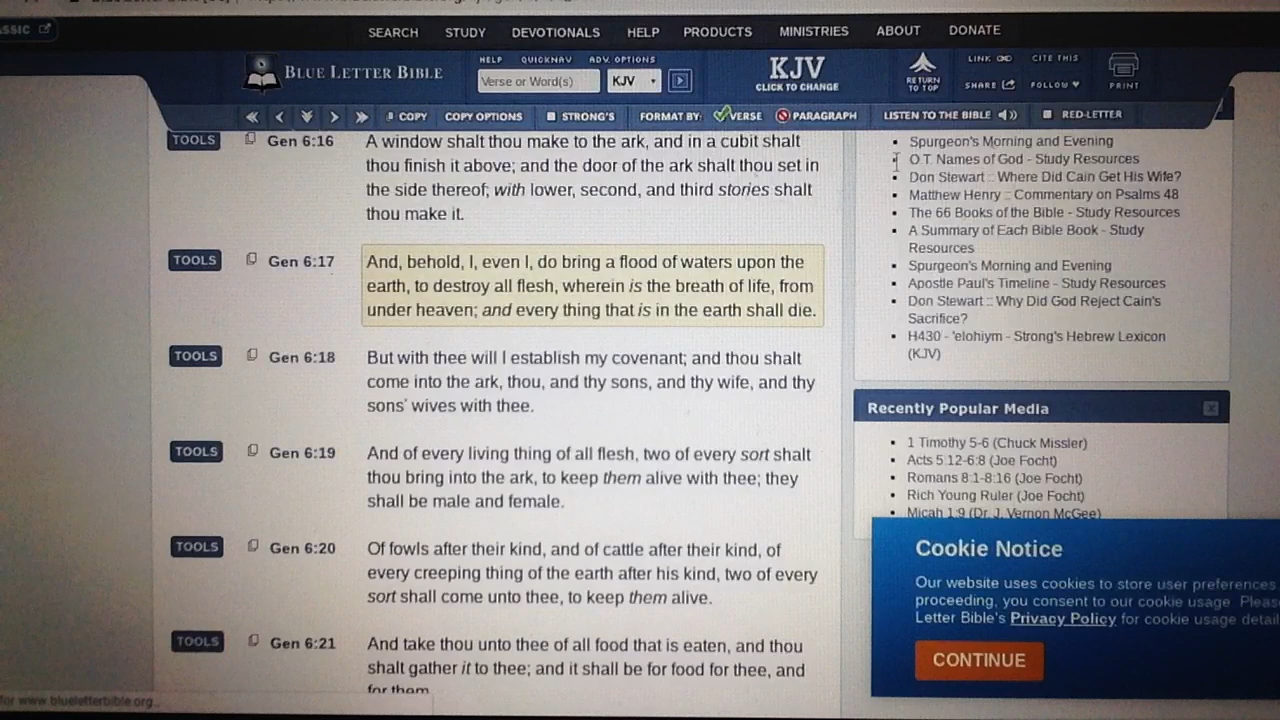 SSIC
SEARCH STUDY DEVOTIONALS HELP PRODUCTS MINISTRIES ABOUT DONATE
BLUE LETTER BIBLE
HELP QUICKNAV ADV. OPTIONS
Verse or Word(s) KJV
KJV
CLICK TO CHANGE
RETURN
TO TOP
LINK CITE THIS
SHARE FOLLOW
PRINT
COPY COPY OPTIONS STRONG'S FORMAT BY: VERSE PARAGRAPH LISTEN TO THE BIBLE RED-LETTER
TOOLS Gen 6:16 A window shalt thou make to the ark, and in a cubit shalt
thou finish it above; and the door of the ark shalt thou set in
the side thereof; with lower, second, and third stories shalt
thou make it.
TOOLS Gen 6:17 And, behold, I, even I, do bring a flood of waters upon the
earth, to destroy all flesh, wherein is the breath of life, from
under heaven; and every thing that is in the earth shall die.
TOOLS Gen 6:18 But with thee will I establish my covenant; and thou shalt
come into the ark, thou, and thy sons, and thy wife, and thy
sons' wives with thee.
TOOLS Gen 6:19 And of every living thing of all flesh, two of every sort shalt
thou bring into the ark, to keep them alive with thee; they
shall be male and female.
TOOLS Gen 6:20 Of fowls after their kind, and of cattle after their kind, of
every creeping thing of the earth after his kind, two of every
sort shall come unto thee, to keep them alive.
TOOLS Gen 6:21 And take thou unto thee of all food that is eaten, and thou
shalt gather it to thee; and it shall be for food for thee, and
for them.
Spurgeon's Morning and Evening
O.T. Names of God - Study Resources
Don Stewart :: Where Did Cain Get His Wife?
Matthew Henry :: Commentary on Psalms 48
The 66 Books of the Bible - Study Resources
A Summary of Each Bible Book - Study
Resources
Spurgeon's Morning and Evening
Apostle Paul's Timeline - Study Resources
Don Stewart :: Why Did God Reject Cain's
Sacrifice?
H430 - 'elohiym - Strong's Hebrew Lexicon
(KJV)
Recently Popular Media
1 Timothy 5-6 (Chuck Missler)
Acts 5:12-6:8 (Joe Focht)
Romans 8:1-8:16 (Joe Focht)
Rich Young Ruler (Joe Focht)
Micah 1:9 (Dr. J. Vernon McGee)
Cookie Notice
Our website uses cookies to store user preferences
proceeding, you consent to our cookie usage. Pleas
Letter Bible's Privacy Policy for cookie usage detail
CONTINUE
for www.blueletterbible.org...